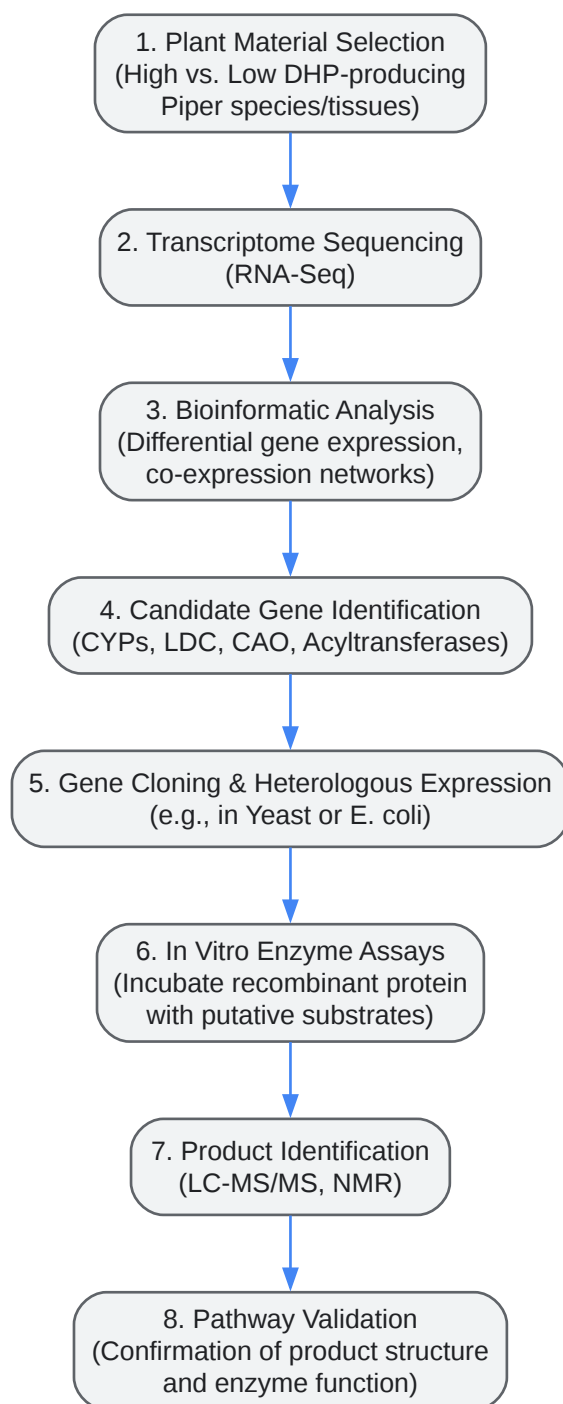 1. Plant Material Selection
(High vs. Low DHP-producing
Piper species/tissues)
2. Transcriptome Sequencing
(RNA-Seq)
3. Bioinformatic Analysis
(Differential gene expression,
co-expression networks)
4. Candidate Gene Identification
(CYPs, LDC, CAO, Acyltransferases)
5. Gene Cloning & Heterologous Expression
(e.g., in Yeast or E. coli)
6. In Vitro Enzyme Assays
(Incubate recombinant protein
with putative substrates)
7. Product Identification
(LC-MS/MS, NMR)
8. Pathway Validation
(Confirmation of product structure
and enzyme function)